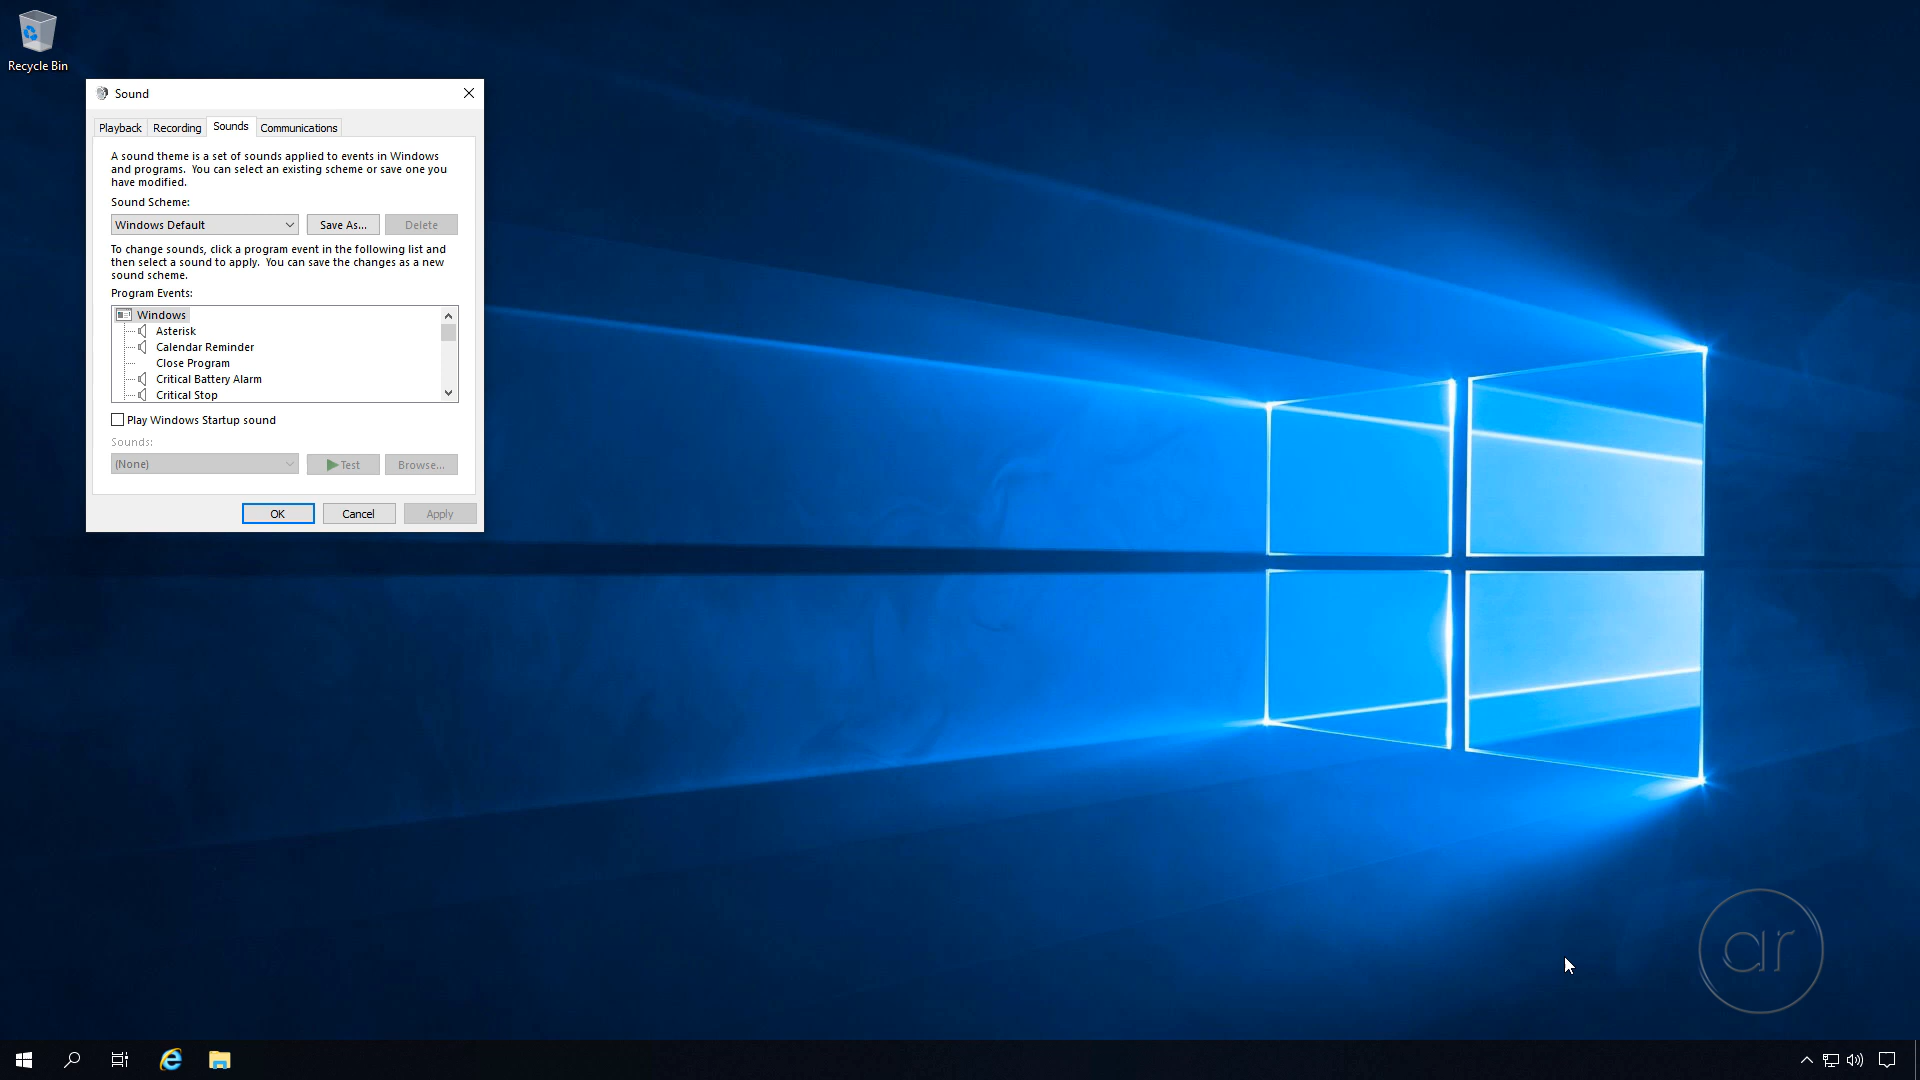 Recycle Bin
Sound
Playback Recording Sounds Communications
A sound theme is a set of sounds applied to events in Windows
and programs. You can select an existing scheme or save one you
have modified.
Sound Scheme:
Windows Default Save As... Delete
To change sounds, click a program event in the following list and
then select a sound to apply. You can save the changes as a new
sound scheme.
Program Events:
Windows
Asterisk
Calendar Reminder
Close Program
Critical Battery Alarm
Critical Stop
Play Windows Startup sound
Sounds:
(None) Test Browse...
OK Cancel Apply
ar